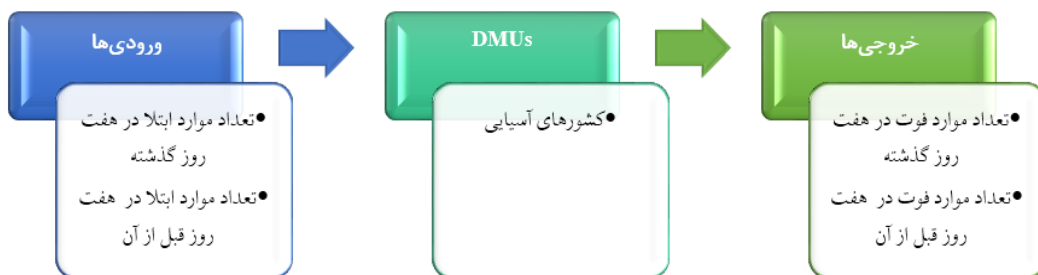 ورودی‌ها
•تعداد موارد ابتلا در هفت
روز گذشته
•تعداد موارد ابتلا در هفت
روز قبل از آن
DMUs
•کشورهای آسیایی
خروجی‌ها
•تعداد موارد فوت در هفت
روز گذشته
•تعداد موارد فوت در هفت
روز قبل از آن